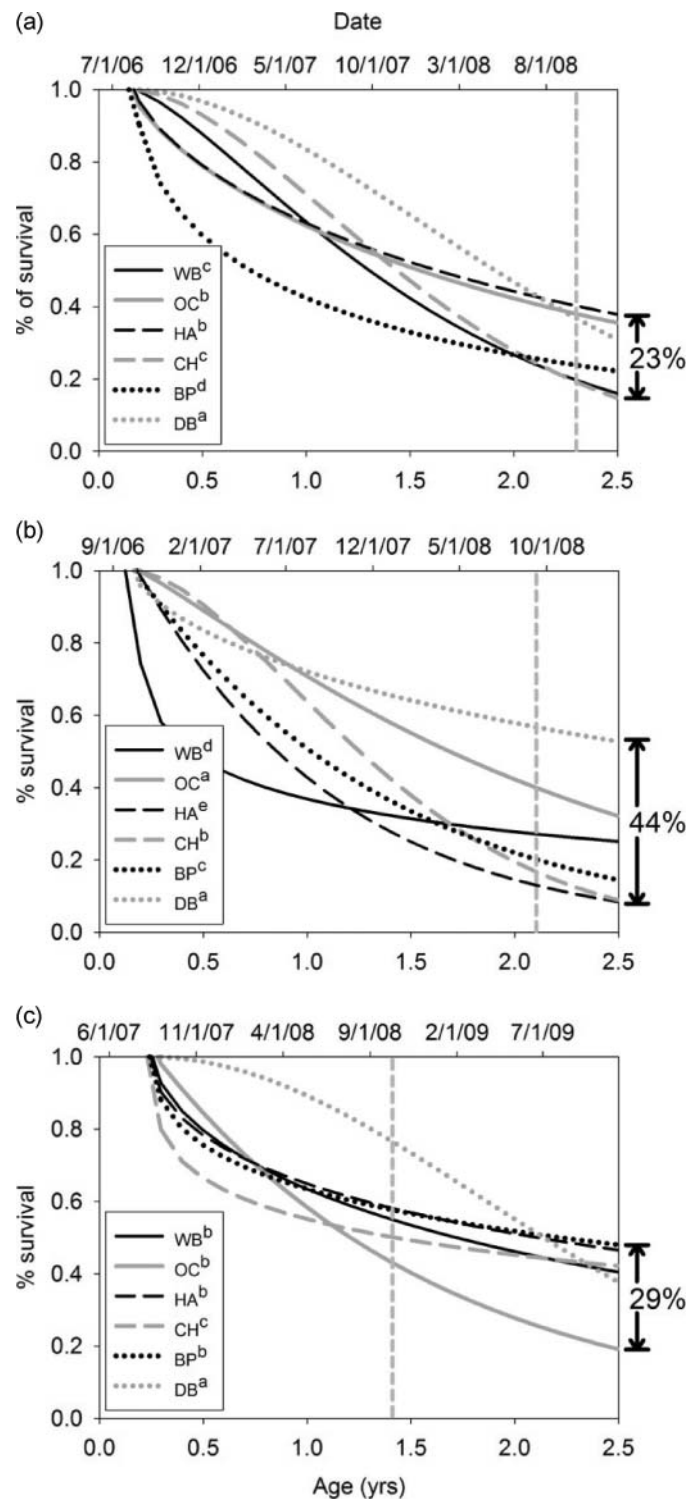 (a)
Date
7/1/06 12/1/06 5/1/07 10/1/07 3/1/08 8/1/08
1.0
0.8
0.6
0.4
0.2
0.0
% of survival
WBc
OCb
HAb
CHc
BPd
DBa
23%
0.0 0.5 1.0 1.5 2.0 2.5
(b)
9/1/06 2/1/07 7/1/07 12/1/07 5/1/08 10/1/08
1.0
0.8
0.6
0.4
0.2
0.0
% survival
WBd
OCa
HAe
CHb
BPc
DBa
44%
0.0 0.5 1.0 1.5 2.0 2.5
(c)
6/1/07 11/1/07 4/1/08 9/1/08 2/1/09 7/1/09
1.0
0.8
0.6
0.4
0.2
0.0
% survival
WBb
OCb
HAb
CHc
BPb
DBa
29%
0.0 0.5 1.0 1.5 2.0 2.5
Age (yrs)